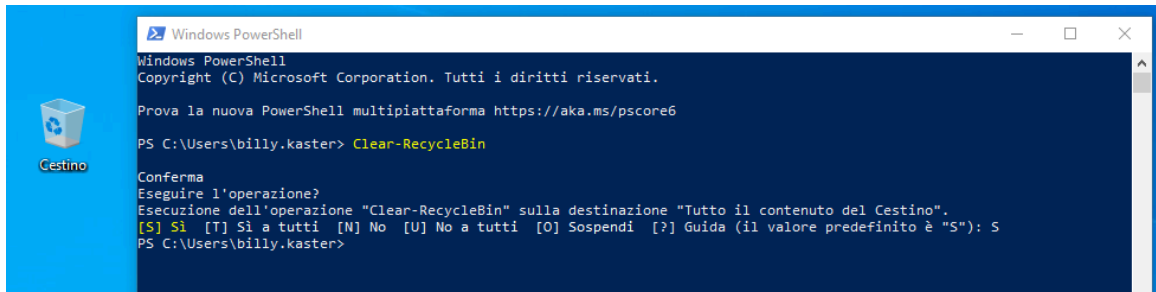 Windows PowerShell
Windows PowerShell
Copyright (C) Microsoft Corporation. Tutti i diritti riservati.
Prova la nuova PowerShell multipiattaforma https://aka.ms/pscore6
PS C:\Users\billy.kaster> Clear-RecycleBin
Cestino
Conferma
Eseguire l'operazione?
Esecuzione dell'operazione "Clear-RecycleBin" sulla destinazione "Tutto il contenuto del Cestino".
[S] Sì  [T] Sì a tutti  [N] No  [U] No a tutti  [O] Sospendi  [?] Guida (il valore predefinito è "S"): S
PS C:\Users\billy.kaster>